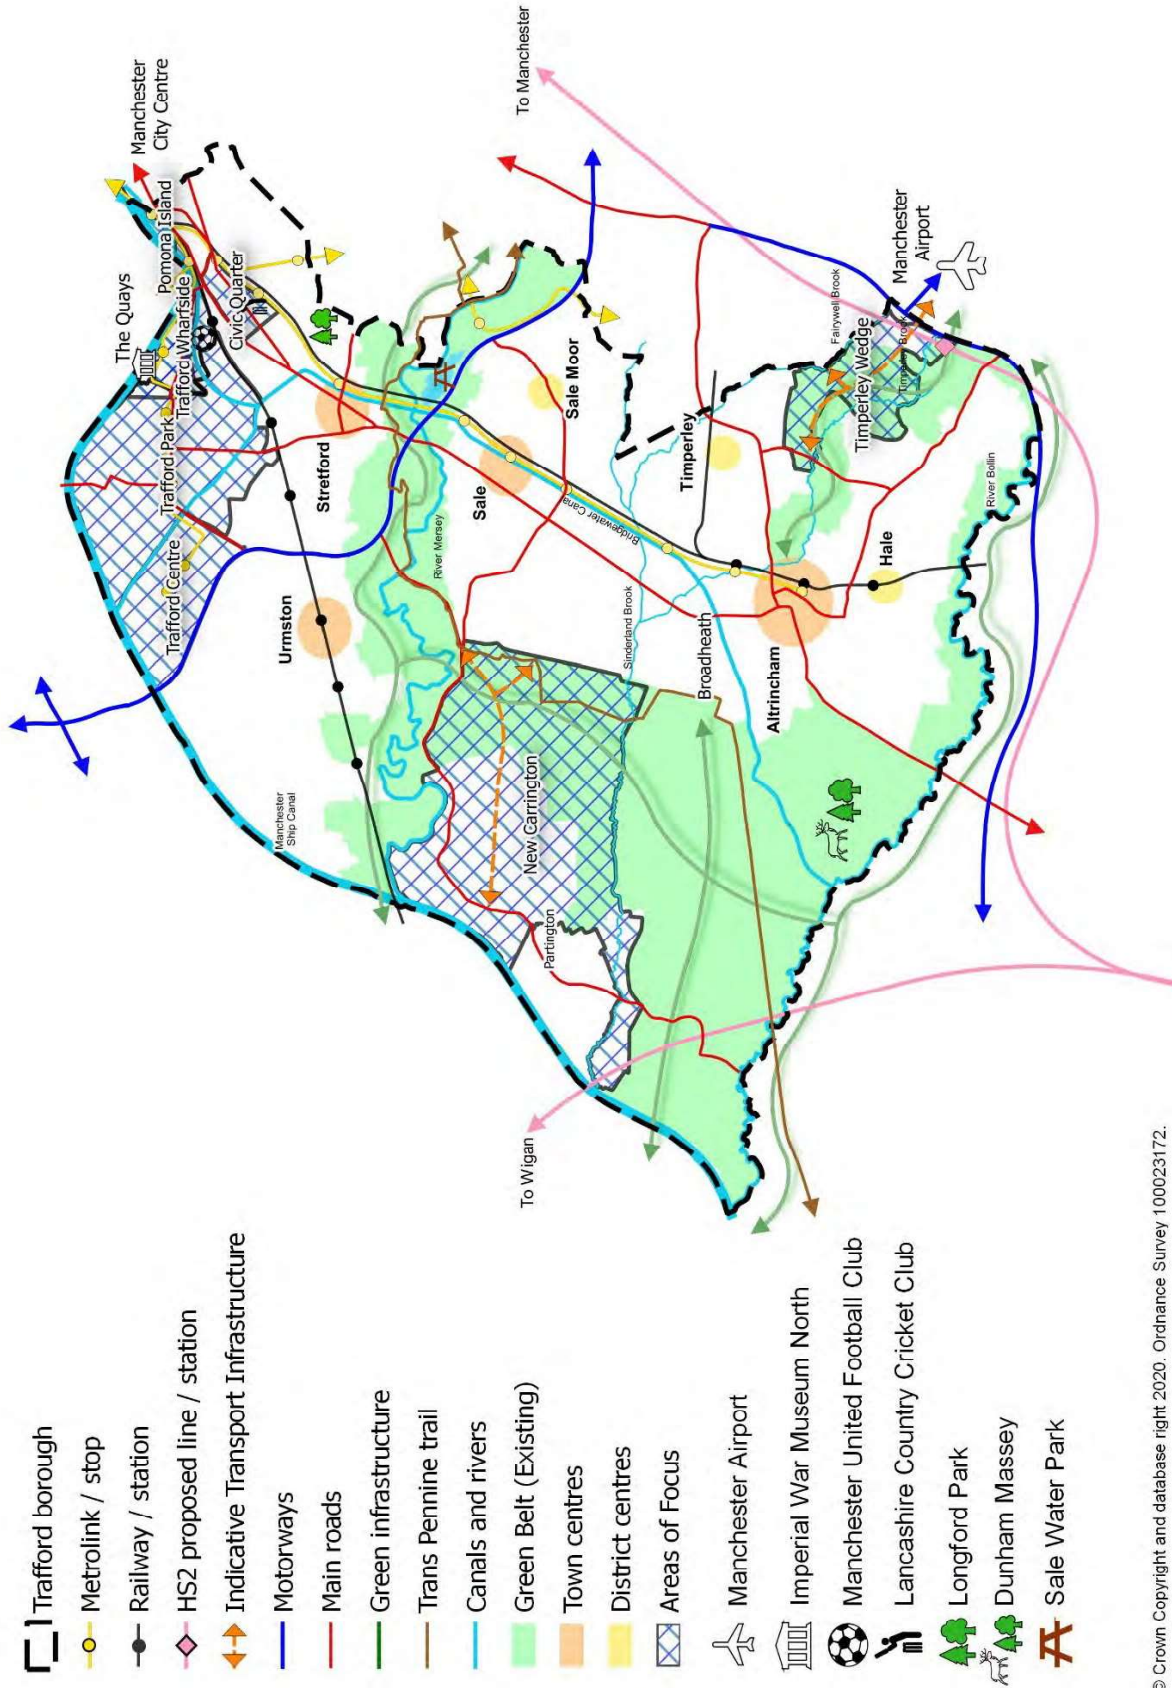 Manchester
City Centre
To Manchester
The Quays
Pomona Island
Trafford Wharfside
Civic Quarter
Trafford Park
Trafford Centre
Stretford
Urmston
Manchester
Ship Canal
River Mersey
Sale
Sale Moor
Bridgewater Canal
Timperley
Fairywell Brook
Timperley Brook
Timperley Wedge
Manchester
Airport
Sinderland Brook
Broadheath
Altrincham
Hale
River Bollin
New Carrington
Partington
To Wigan
Trafford borough
Metrolink / stop
Railway / station
HS2 proposed line / station
Indicative Transport Infrastructure
Motorways
Main roads
Green infrastructure
Trans Pennine trail
Canals and rivers
Green Belt (Existing)
Town centres
District centres
Areas of Focus
Manchester Airport
Imperial War Museum North
Manchester United Football Club
Lancashire Country Cricket Club
Longford Park
Dunham Massey
Sale Water Park
© Crown Copyright and database right 2020. Ordnance Survey 100023172.